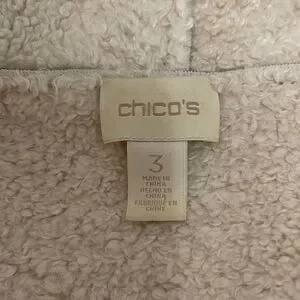 chico's
3
MADE IN
CHINA
HECHO EN
CHINA
FABRIQUÉ EN
CHINE